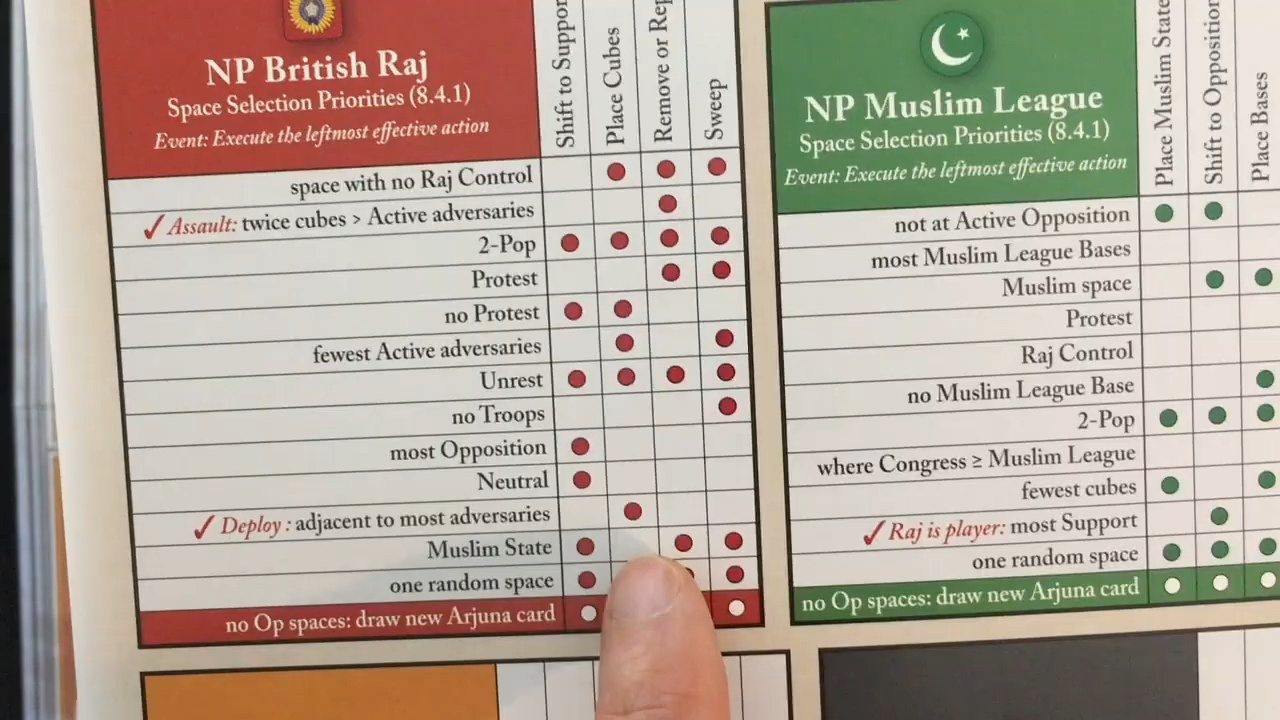 NP British Raj
Space Selection Priorities (8.4.1)
Event: Execute the leftmost effective action
Shift to Support
Place Cubes
Remove or
Sweep
space with no Raj Control
✓ Assault: twice cubes > Active adversaries
2-Pop
Protest
no Protest
fewest Active adversaries
Unrest
no Troops
most Opposition
Neutral
✓ Deploy : adjacent to most adversaries
Muslim State
one random space
no Op spaces: draw new Arjuna card
NP Muslim League
Space Selection Priorities (8.4.1)
Event: Execute the leftmost effective action
Place Muslim State
Shift to Opposition
Place Bases
not at Active Opposition
most Muslim League Bases
Muslim space
Protest
Raj Control
no Muslim League Base
2-Pop
where Congress ≥ Muslim League
fewest cubes
✓ Raj is player: most Support
one random space
no Op spaces: draw new Arjuna card